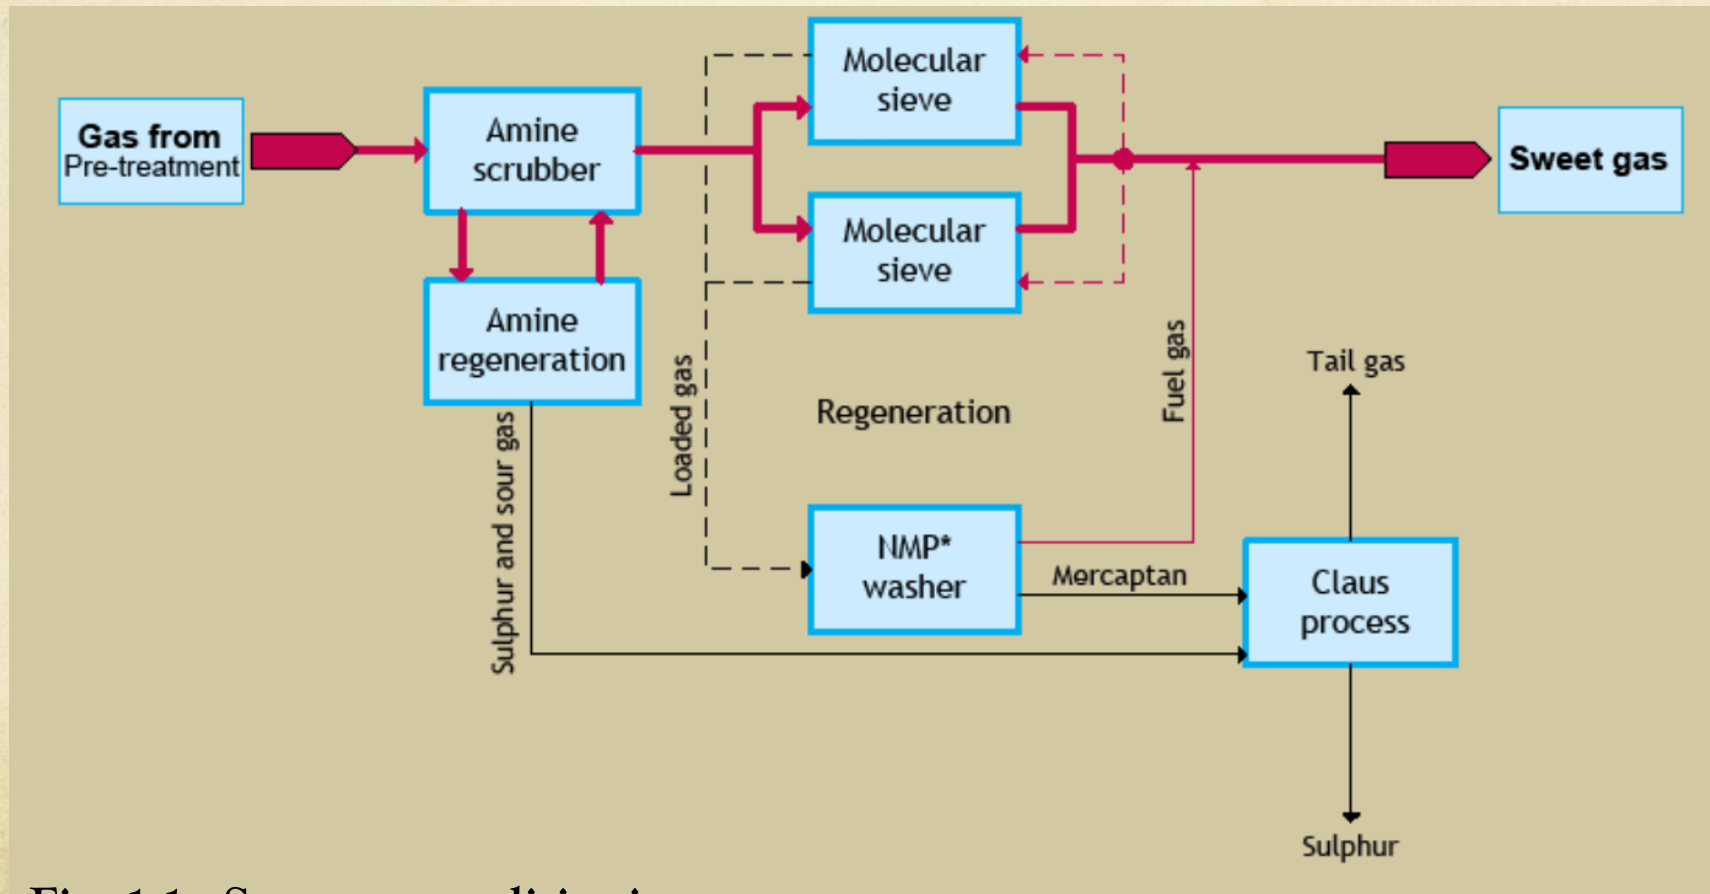 Molecular
sieve
Gas from
Pre-treatment
Amine
scrubber
Sweet gas
Molecular
sieve
Amine
regeneration
Loaded gas
Regeneration
Fuel gas
Tail gas
Sulphur and sour gas
NMP*
washer
Mercaptan
Claus
process
Sulphur